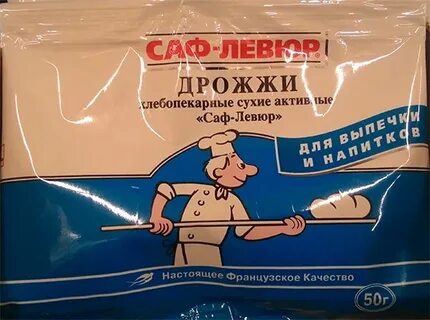 САФ-ЛЕВЮР
ДРОЖЖИ
хлебопекарные сухие активные
«Саф-Левюр»
ДЛЯ ВЫПЕЧКИ
И НАПИТКОВ
Настоящее Французское Качество
50г